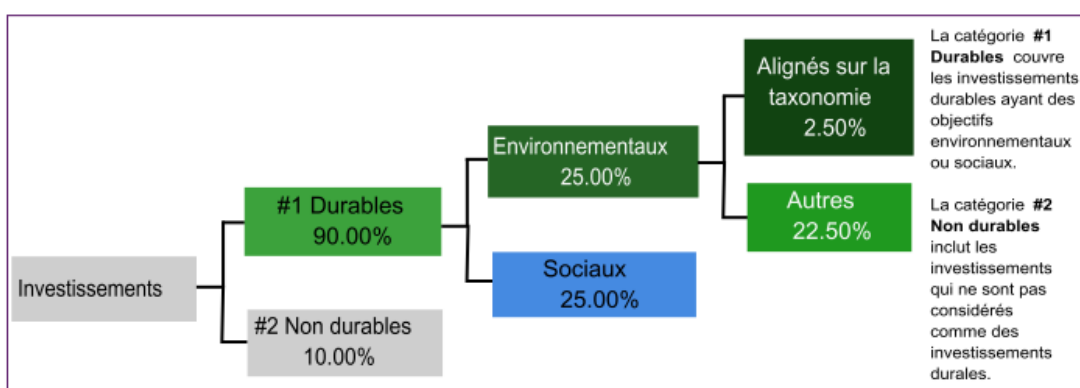 Investissements
#1 Durables
90.00%
#2 Non durables
10.00%
Environnementaux
25.00%
Sociaux
25.00%
Alignés sur la
taxonomie
2.50%
Autres
22.50%
La catégorie #1
Durables couvre
les investissements
durables ayant des
objectifs
environnementaux
ou sociaux.
La catégorie #2
Non durables
inclut les
investissements
qui ne sont pas
considérés
comme des
investissements
durales.